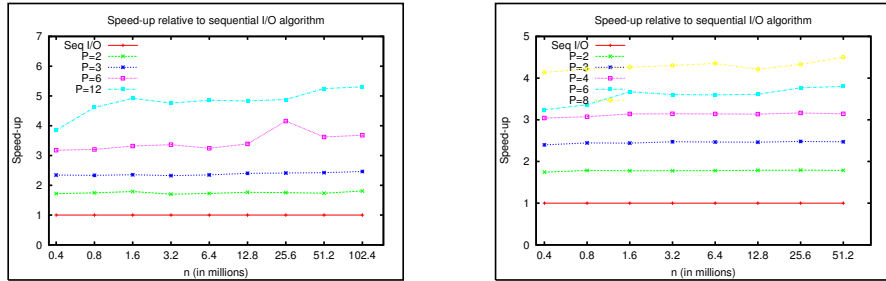 Speed-up relative to sequential I/O algorithm
7
6
5
4
3
2
1
0
Speed-up
Seq I/O
P=2
P=3
P=6
P=12
0.4 0.8 1.6 3.2 6.4 12.8 25.6 51.2 102.4
n (in millions)
Speed-up relative to sequential I/O algorithm
5
4
3
2
1
0
Speed-up
Seq I/O
P=2
P=3
P=4
P=6
P=8
0.4 0.8 1.6 3.2 6.4 12.8 25.6 51.2
n (in millions)